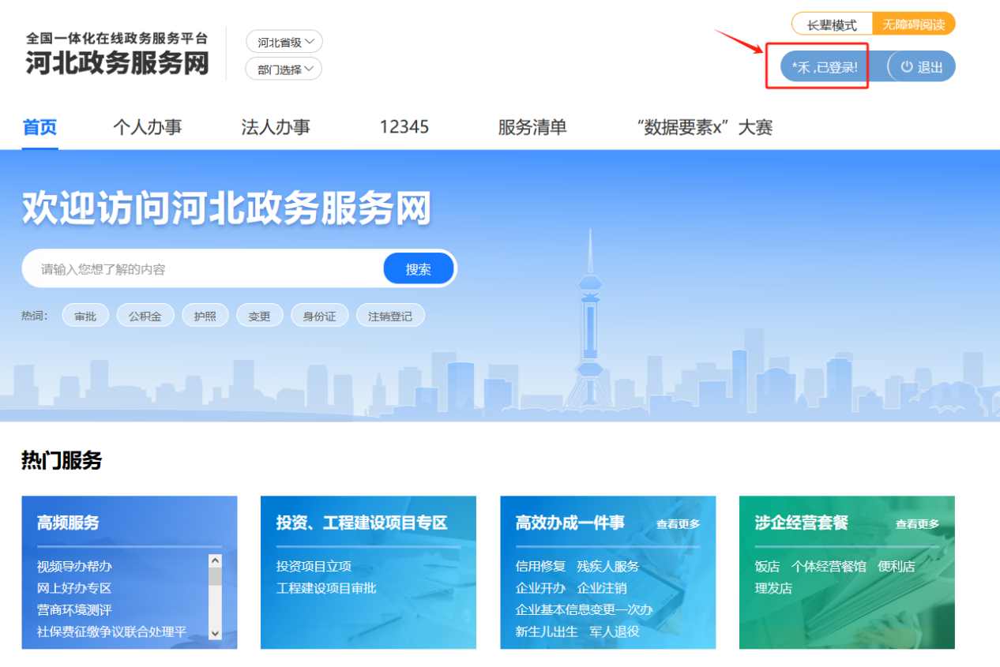 全国一体化在线政务服务平台
河北政务服务网
河北省级
部门选择
长辈模式
无障碍阅读
*禾 ,已登录!
退出
首页
个人办事
法人办事
12345
服务清单
“数据要素x”大赛
欢迎访问河北政务服务网
请输入您想了解的内容
搜索
热词：
审批
公积金
护照
变更
身份证
注销登记
热门服务
高频服务
视频导办帮办
网上好办专区
营商环境测评
社保费征缴争议联合处理平
投资、工程建设项目专区
投资项目立项
工程建设项目审批
高效办成一件事
查看更多
信用修复 残疾人服务
企业开办 企业注销
企业基本信息变更一次办
新生儿出生 军人退役
涉企经营套餐
查看更多
饭店 个体经营餐馆 便利店
理发店